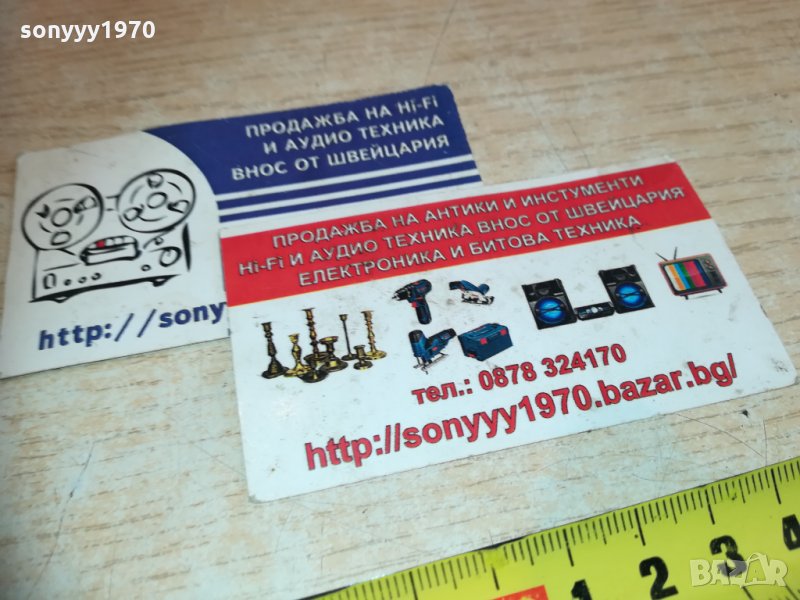 sonyyy1970
ПРОДАЖБА НА Hi-Fi
И АУДИО ТЕХНИКА
ВНОС ОТ ШВЕЙЦАРИЯ
http://sony
ПРОДАЖБА НА АНТИКИ И ИНСТУМЕНТИ
Hi-Fi И АУДИО ТЕХНИКА ВНОС ОТ ШВЕЙЦАРИЯ
ЕЛЕКТРОНИКА И БИТОВА ТЕХНИКА
тел.: 0878 324170
http://sonyyy1970.bazar.bg/
1 2 3 4
BAZAR